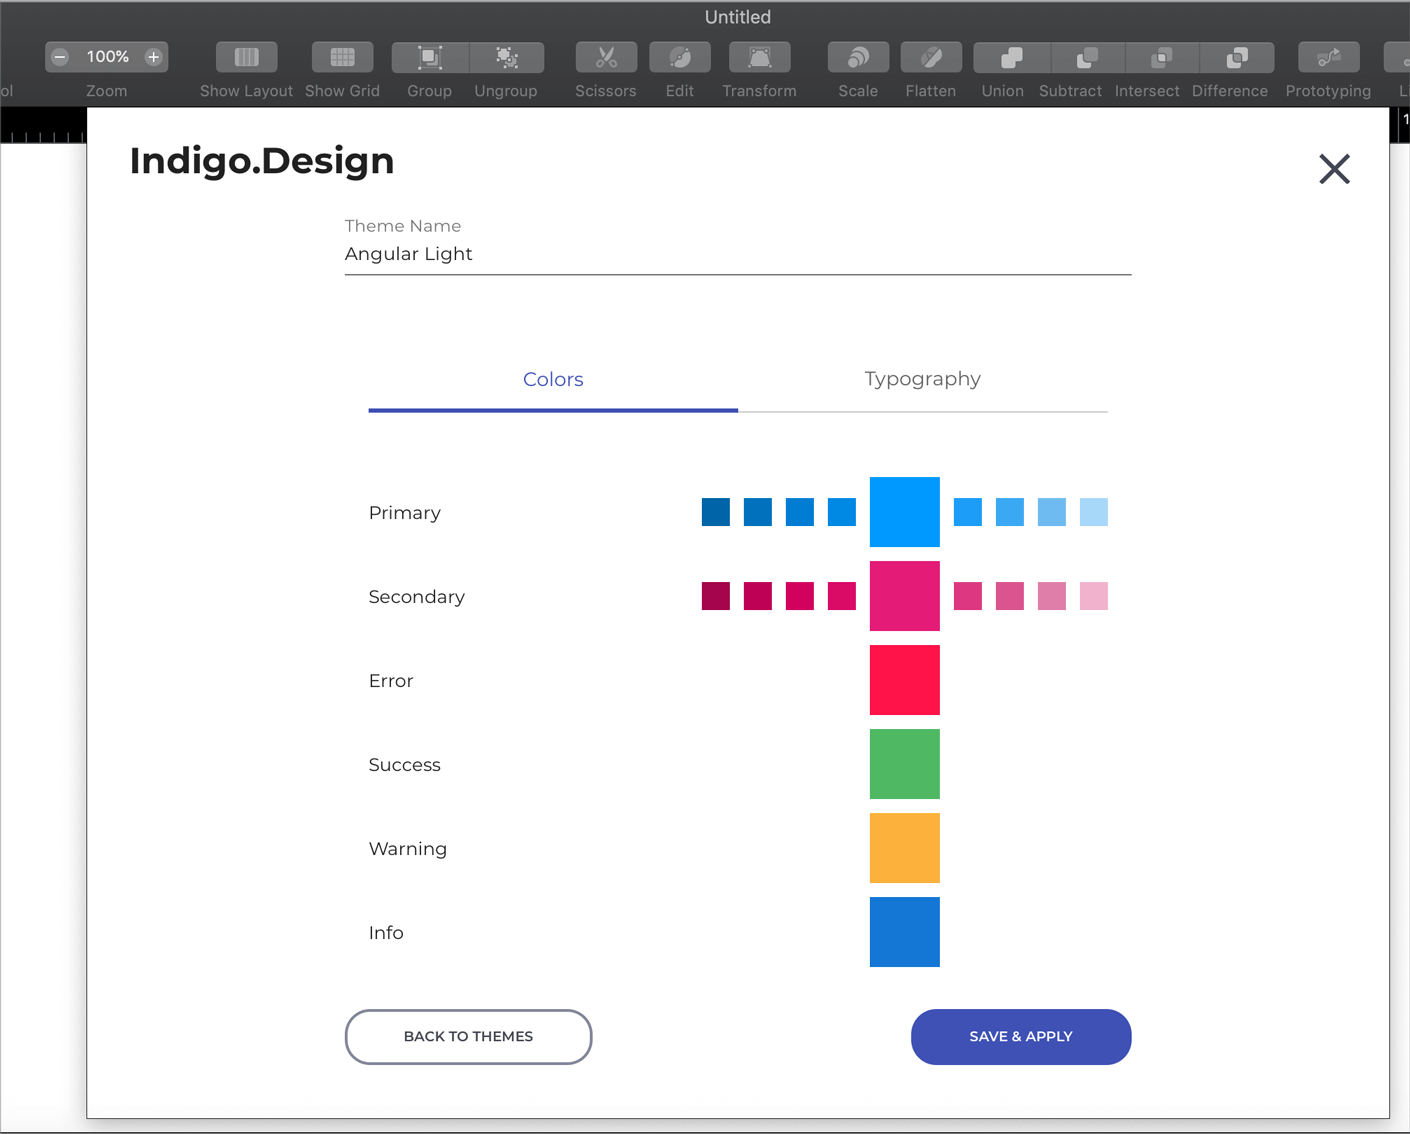 Untitled
100%
ol Zoom Show Layout Show Grid Group Ungroup Scissors Edit Transform Scale Flatten Union Subtract Intersect Difference Prototyping Li
1
Indigo.Design
Theme Name
Angular Light
Colors Typography
Primary
Secondary
Error
Success
Warning
Info
BACK TO THEMES SAVE & APPLY